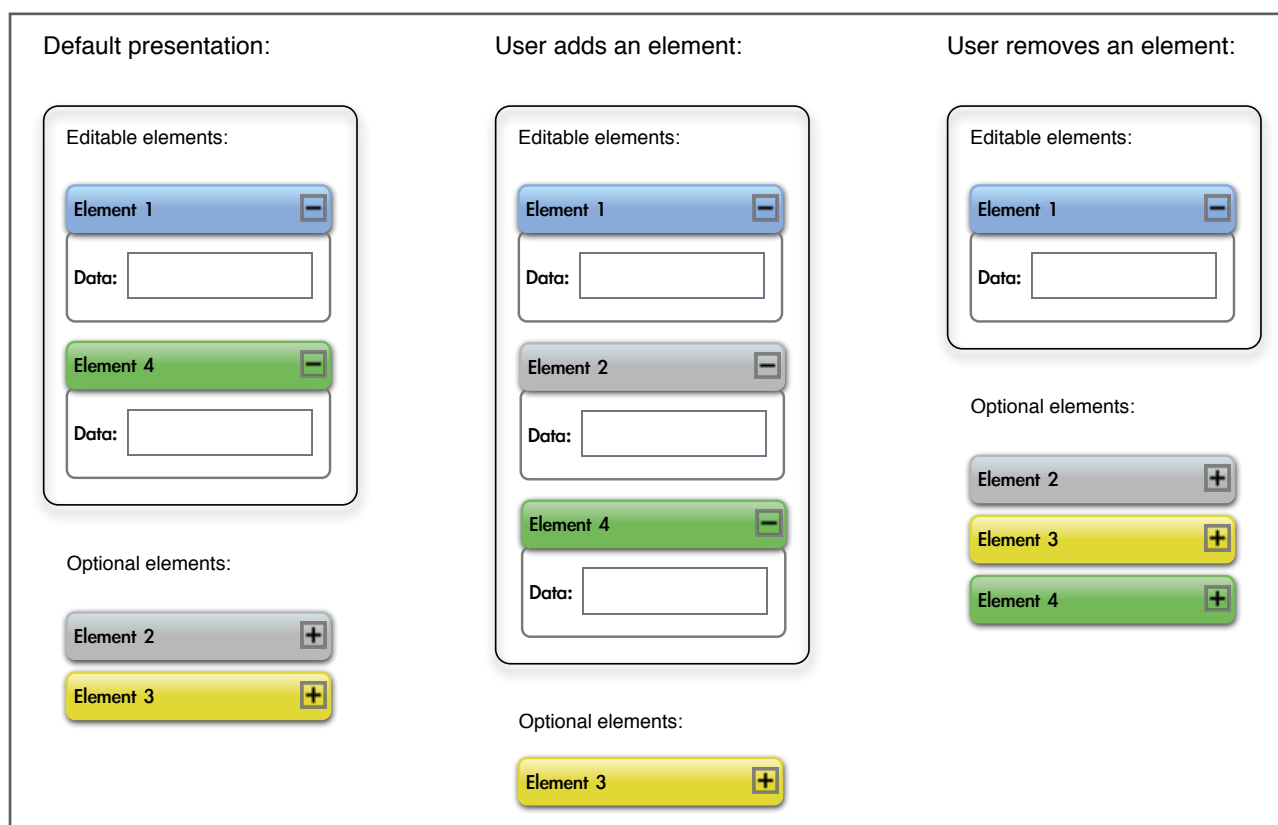 Default presentation:
Editable elements:
Element 1
Data:
Element 4
Data:
Optional elements:
Element 2
Element 3
User adds an element:
Editable elements:
Element 1
Data:
Element 2
Data:
Element 4
Data:
Optional elements:
Element 3
User removes an element:
Editable elements:
Element 1
Data:
Optional elements:
Element 2
Element 3
Element 4